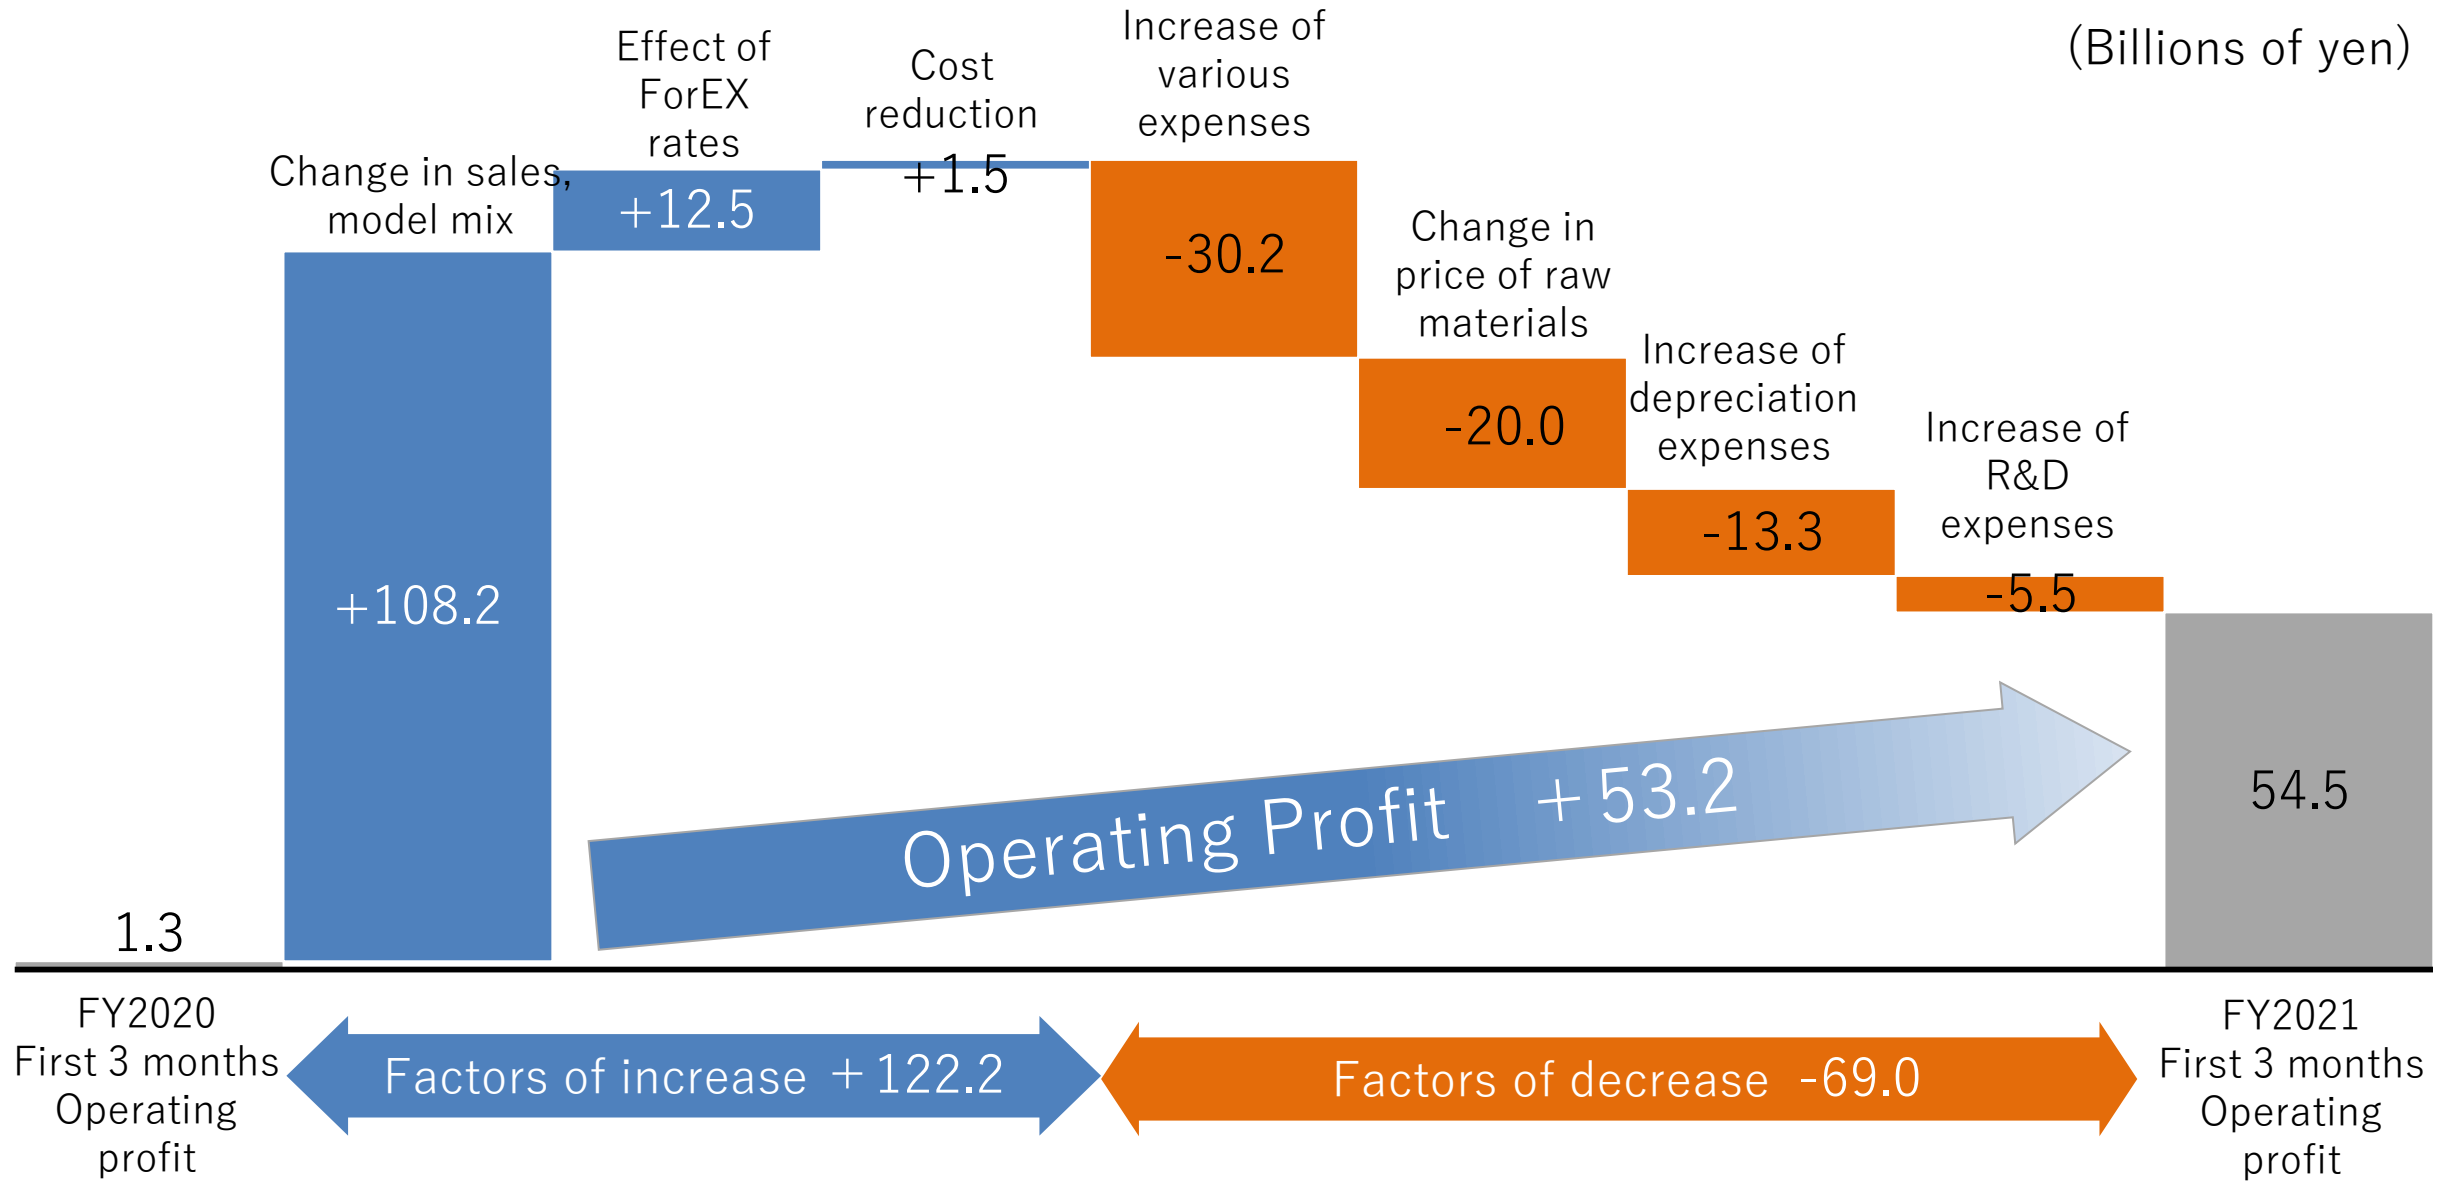 (Billions of yen)
1.3
Change in sales,
model mix
+108.2
Effect of
ForEX
rates
+12.5
Cost
reduction
+1.5
Increase of
various
expenses
-30.2
Change in
price of raw
materials
-20.0
Increase of
depreciation
expenses
-13.3
Increase of
R&D
expenses
-5.5
54.5
Operating Profit +53.2
FY2020
First 3 months
Operating
profit
Factors of increase +122.2
Factors of decrease -69.0
FY2021
First 3 months
Operating
profit